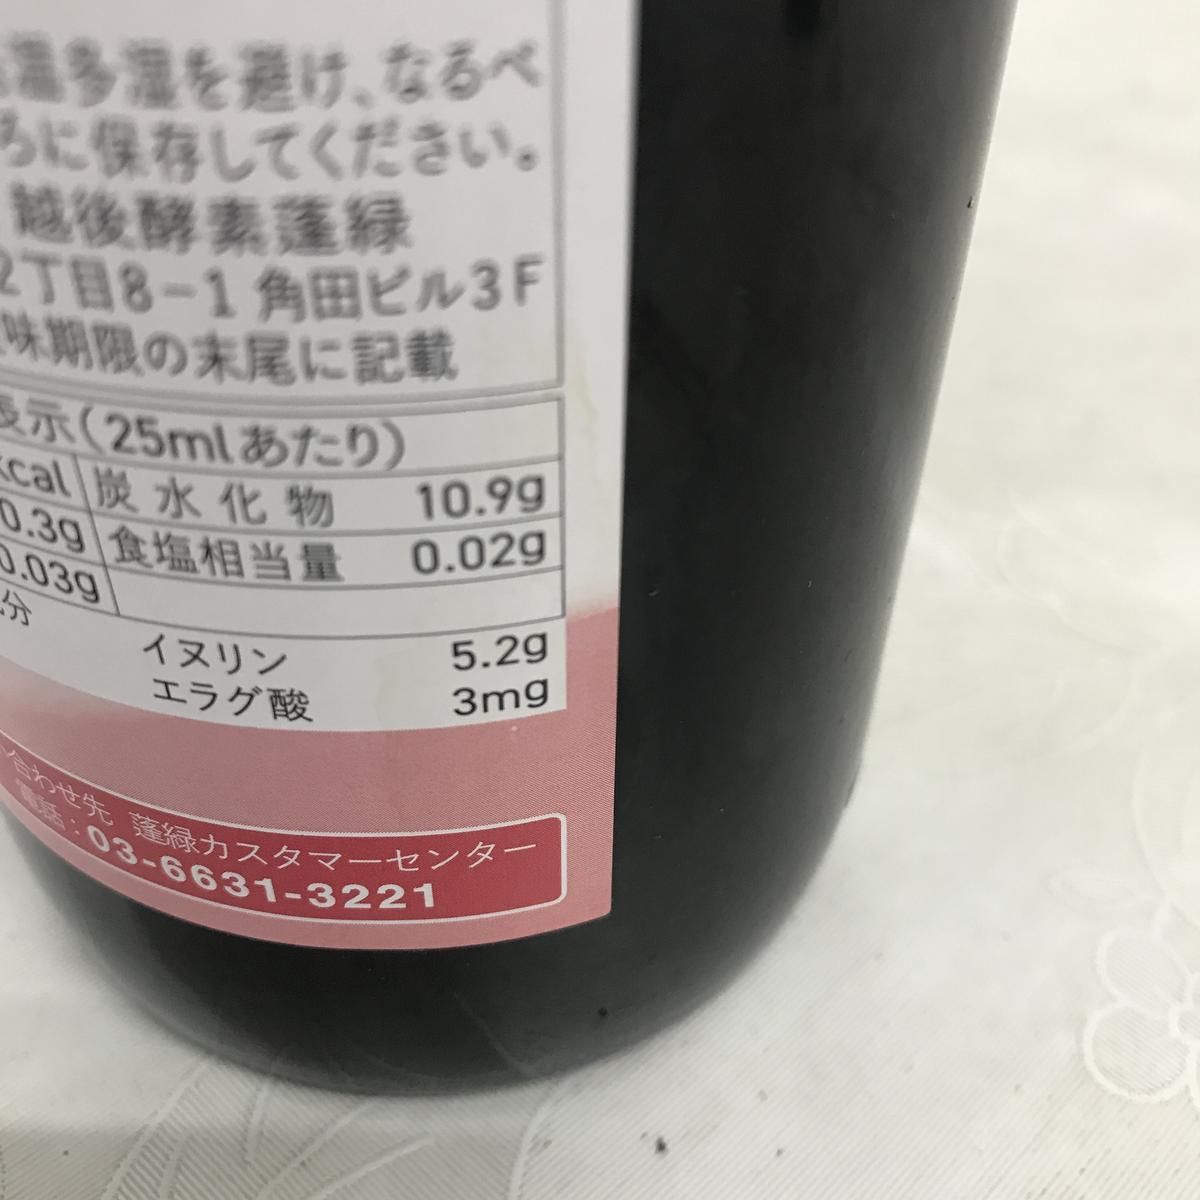 温多湿を避け、なるべ
ろに保存してください。
越後酵素蓬緑
2丁目8-1 角田ビル3F
味期限の末尾に記載
表示(25mlあたり)
kcal 炭水化物 10.9g
0.3g 食塩相当量 0.02g
0.03g
分
イヌリン 5.2g
エラグ酸 3mg
い合わせ先 蓬緑カスタマーセンター
電話:03-6631-3221